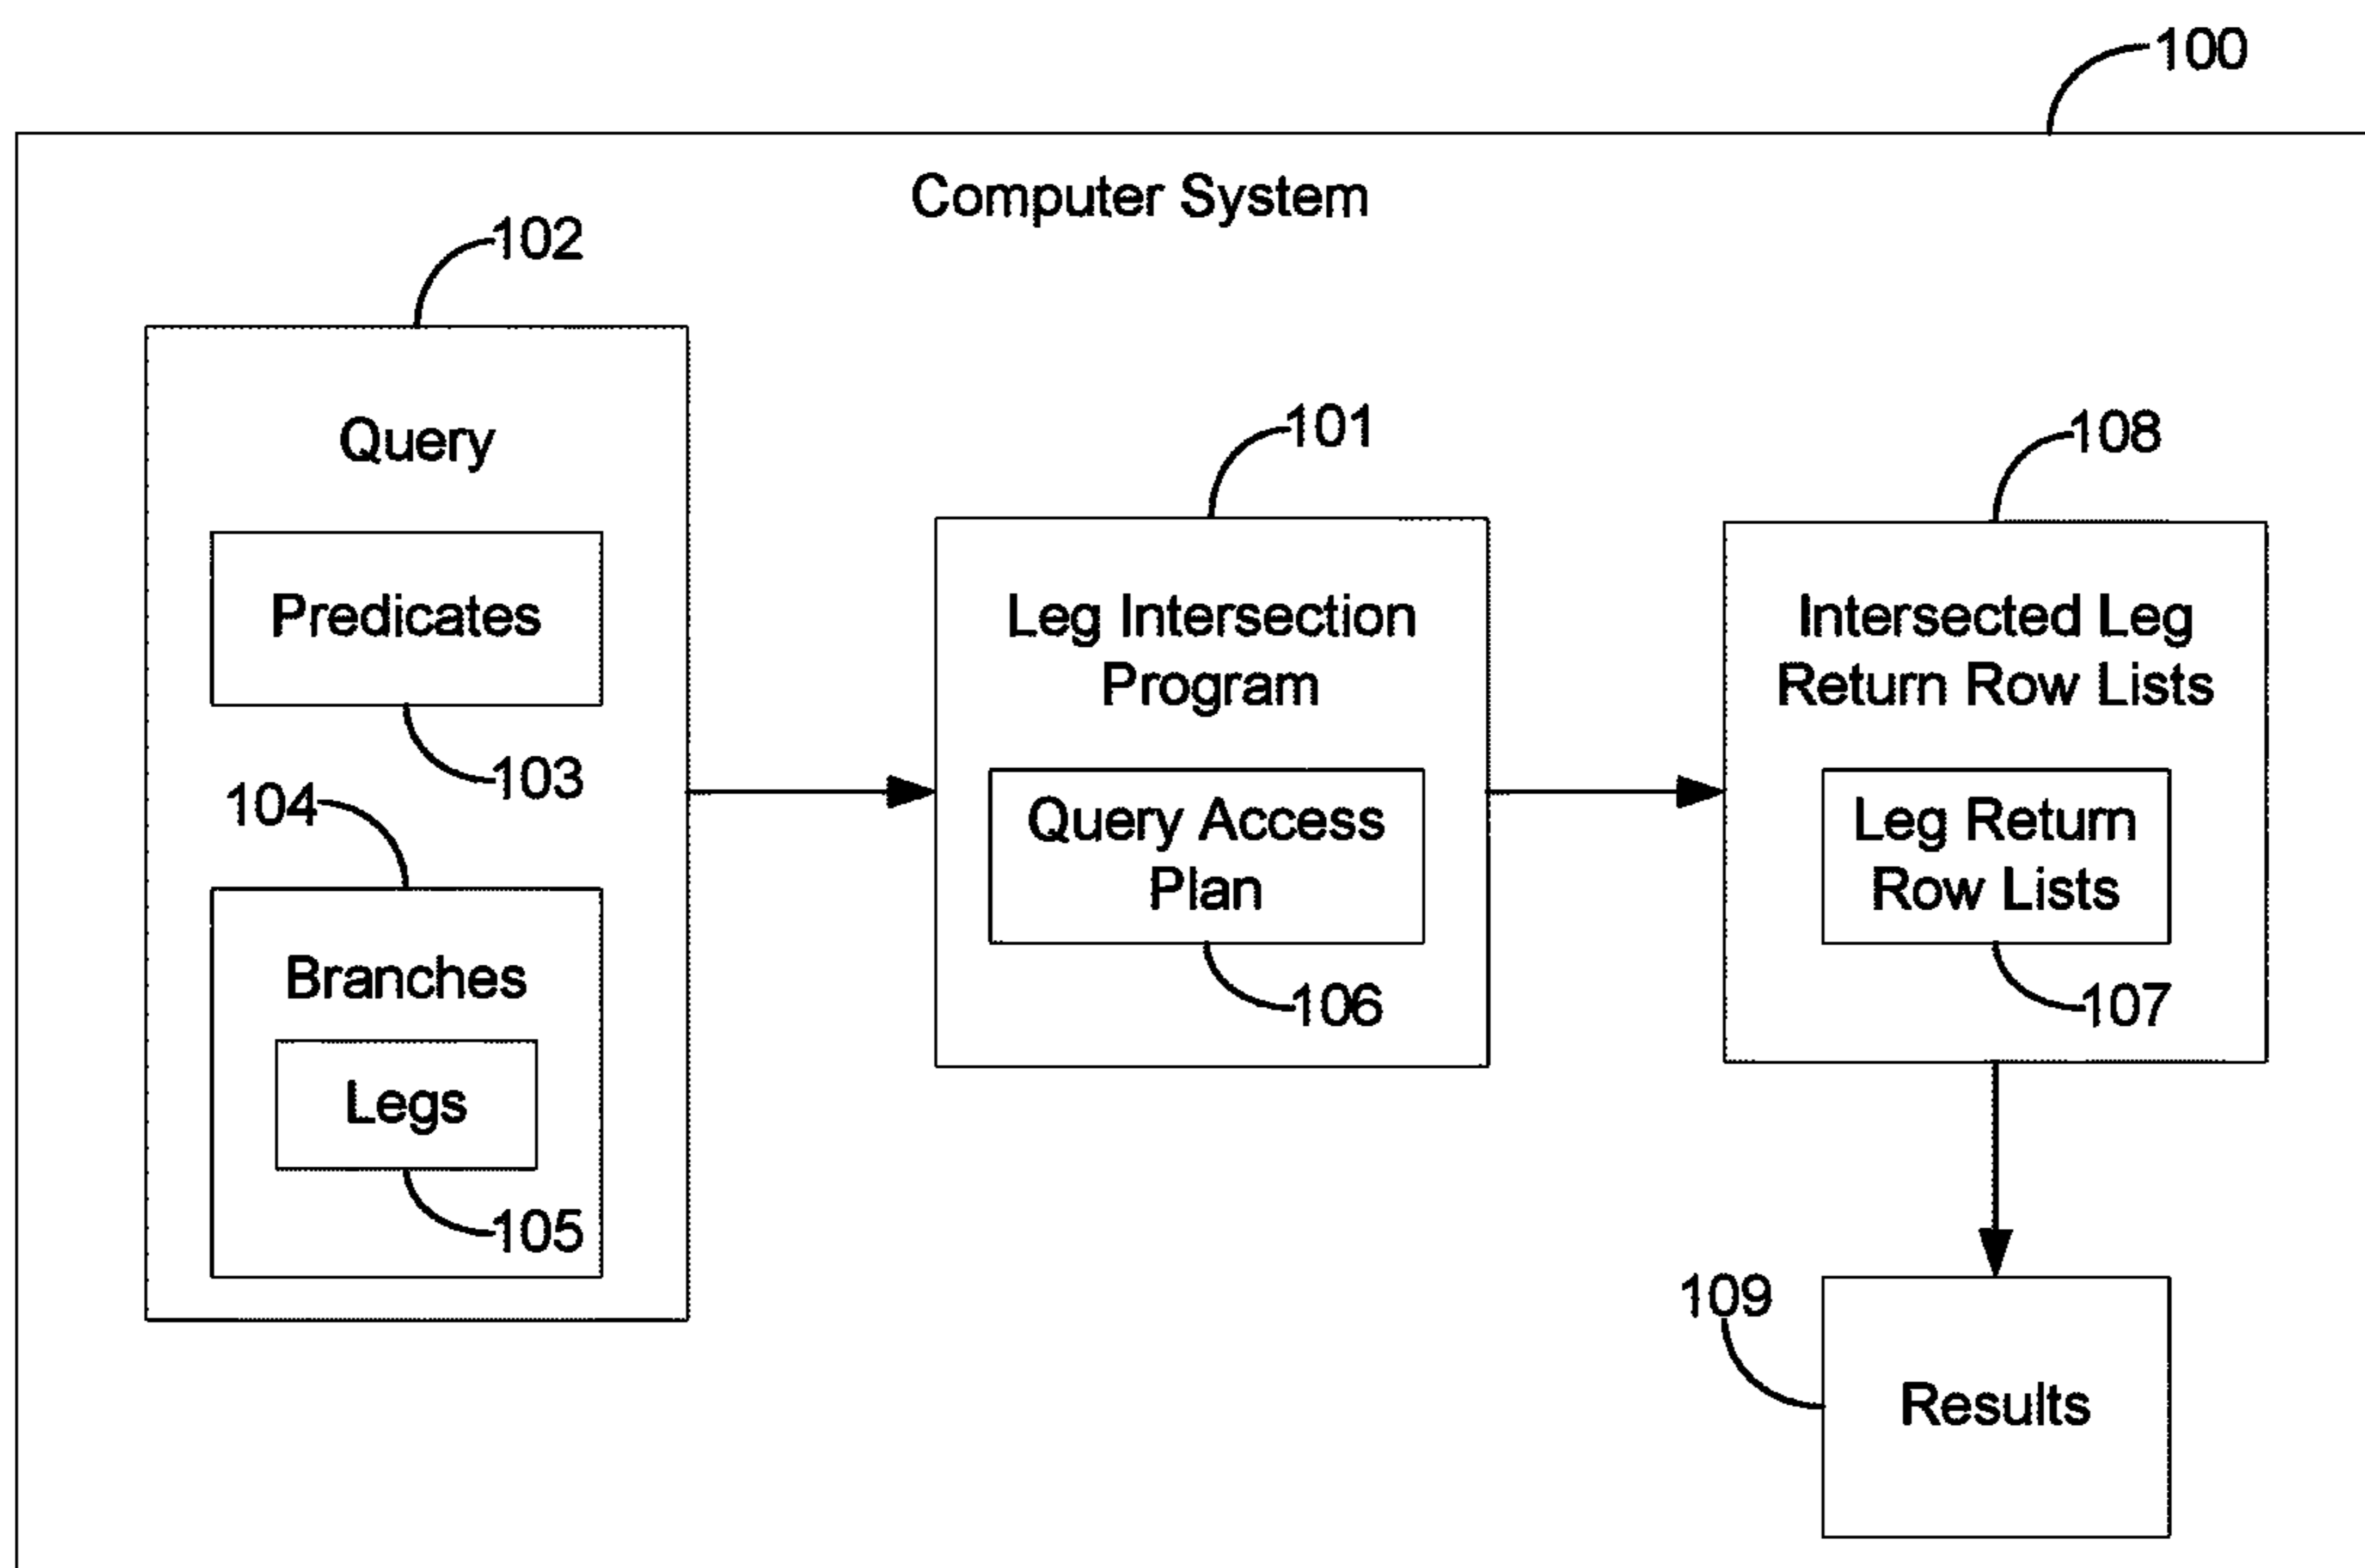 100
Computer System
102
Query
Predicates
103
104
Branches
Legs
105
101
Leg Intersection
Program
Query Access
Plan
106
108
Intersected Leg
Return Row Lists
Leg Return
Row Lists
107
109
Results